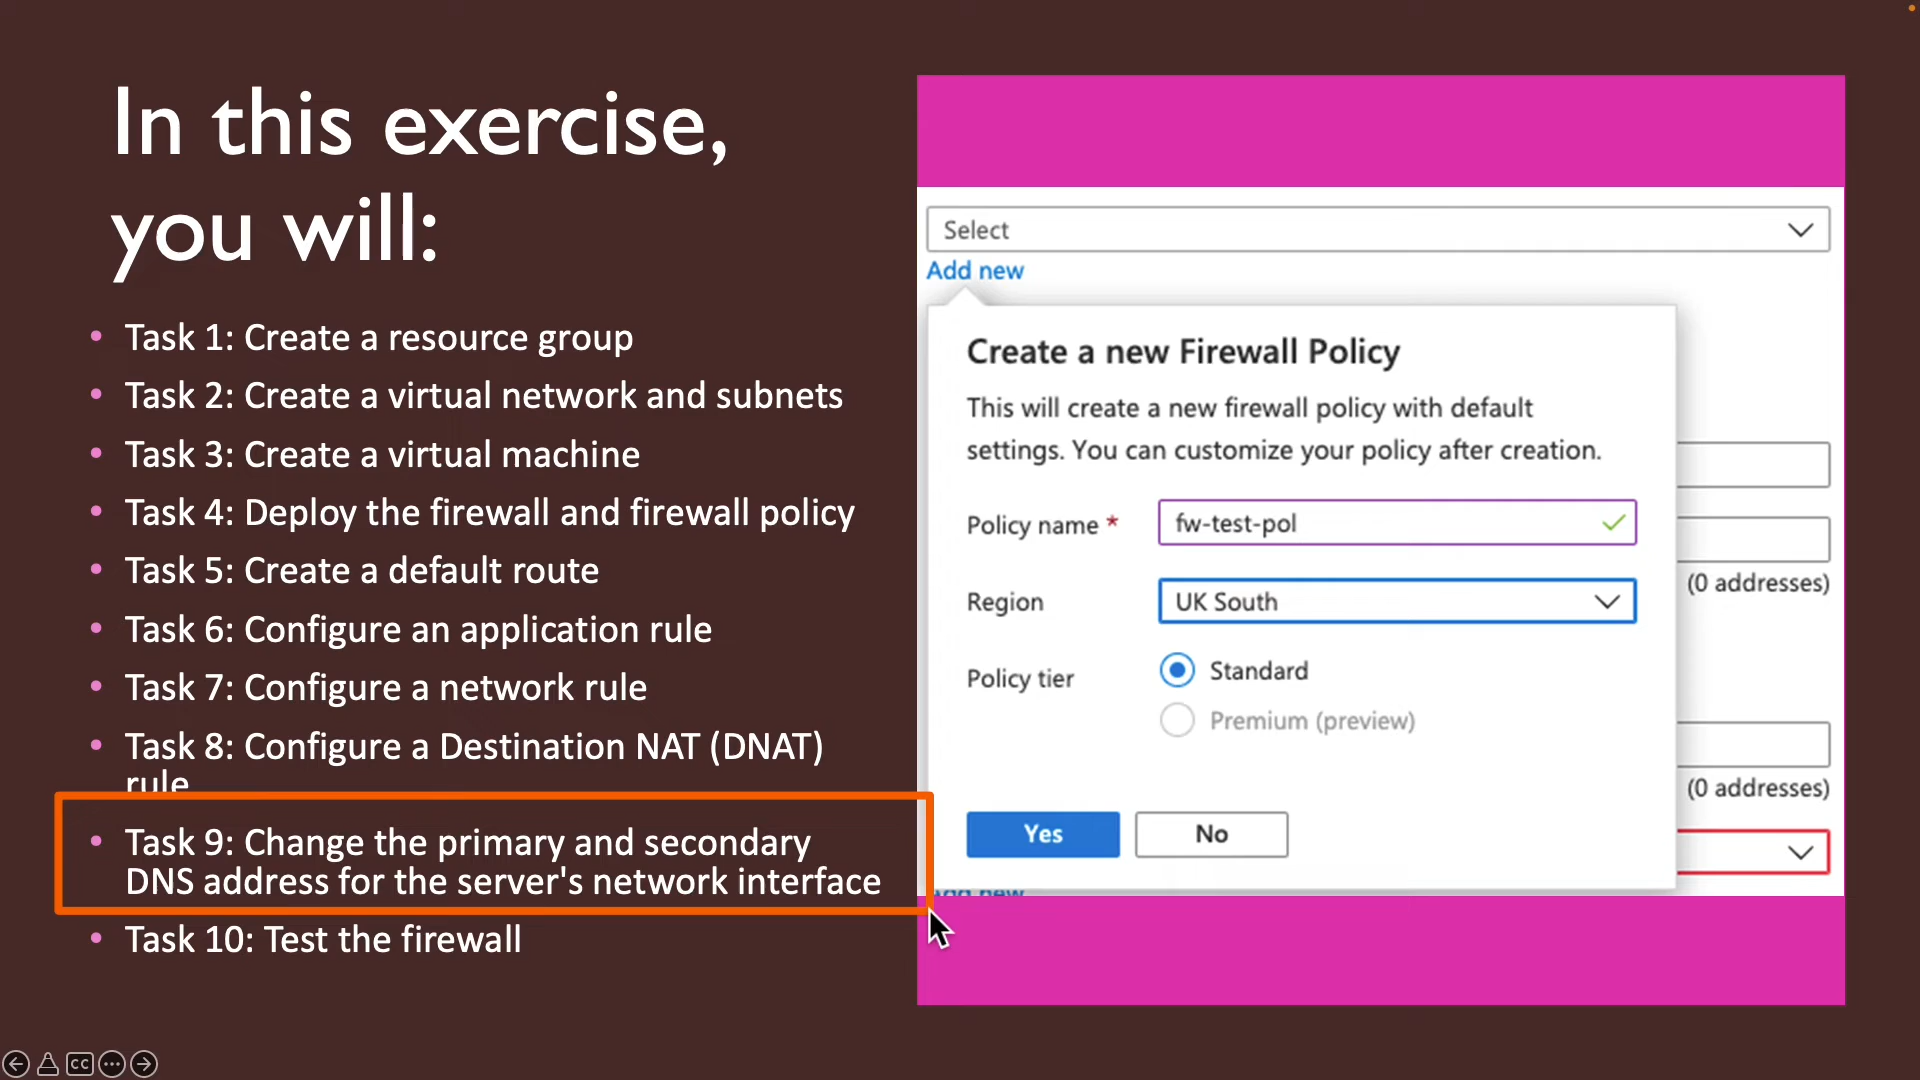 In this exercise,
you will:
• Task 1: Create a resource group
• Task 2: Create a virtual network and subnets
• Task 3: Create a virtual machine
• Task 4: Deploy the firewall and firewall policy
• Task 5: Create a default route
• Task 6: Configure an application rule
• Task 7: Configure a network rule
• Task 8: Configure a Destination NAT (DNAT)
rule
• Task 9: Change the primary and secondary
DNS address for the server's network interface
• Task 10: Test the firewall
Select
Add new
Create a new Firewall Policy
This will create a new firewall policy with default
settings. You can customize your policy after creation.
Policy name *
fw-test-pol
Region
UK South
Policy tier
Standard
Premium (preview)
Yes
No
(0 addresses)
(0 addresses)
Add new
CC